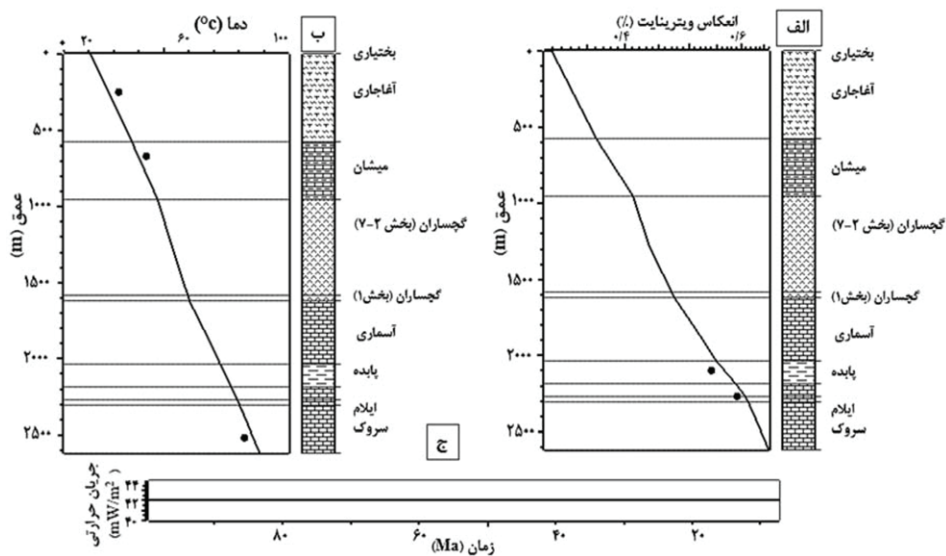 الف
انعکاس ویترینایت (%)
۰/۴ ۰/۶
۰
۵۰۰
۱۰۰۰
۱۵۰۰
۲۰۰۰
۲۵۰۰
عمق (m)
بختیاری
آغاجاری
میشان
گچساران (بخش ۲-۷)
گچساران (بخش۱)
آسماری
پابده
ایلام
سروک
ب
دما (°c)
۰ ۲۰ ۶۰ ۱۰۰
۰
۵۰۰
۱۰۰۰
۱۵۰۰
۲۰۰۰
۲۵۰۰
عمق (m)
بختیاری
آغاجاری
میشان
گچساران (بخش ۲-۷)
گچساران (بخش۱)
آسماری
پابده
ایلام
سروک
ج
جریان حرارتی
(mW/m²)
۴۴
۴۲
۴۰
۸۰ ۶۰ ۴۰ ۲۰
زمان (Ma)